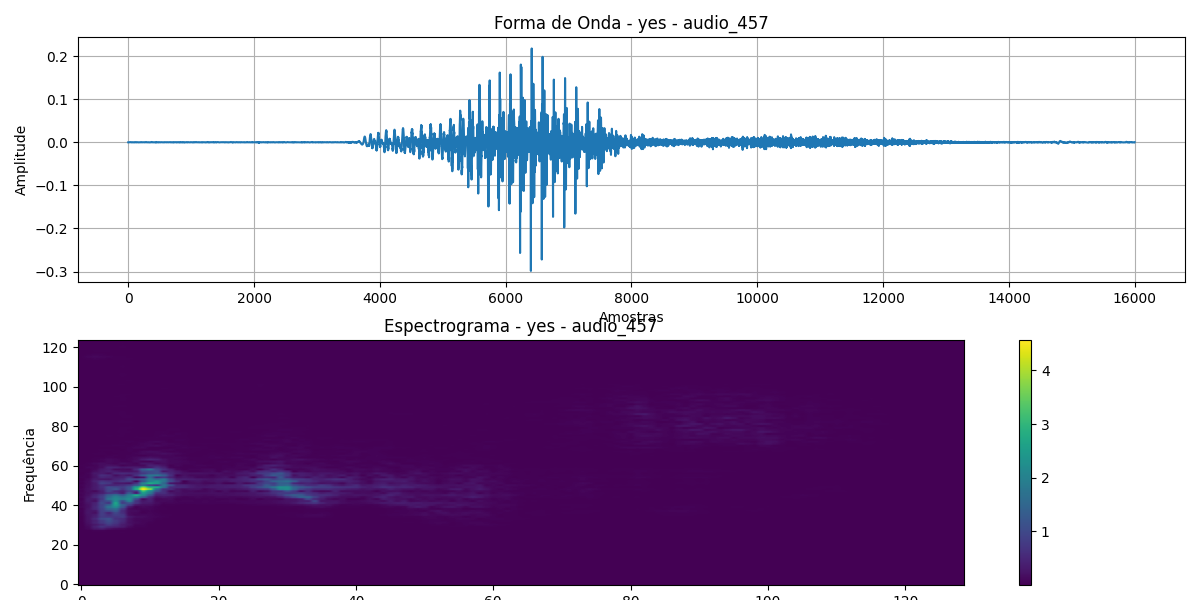 Forma de Onda - yes - audio_457
0.2
0.1
0.0
−0.1
−0.2
−0.3
Amplitude
0 2000 4000 6000 8000 10000 12000 14000 16000
Amostras
Espectrograma - yes - audio_457
120
100
80
60
40
20
0
Frequência
4
3
2
1
0 20 40 60 80 100 120